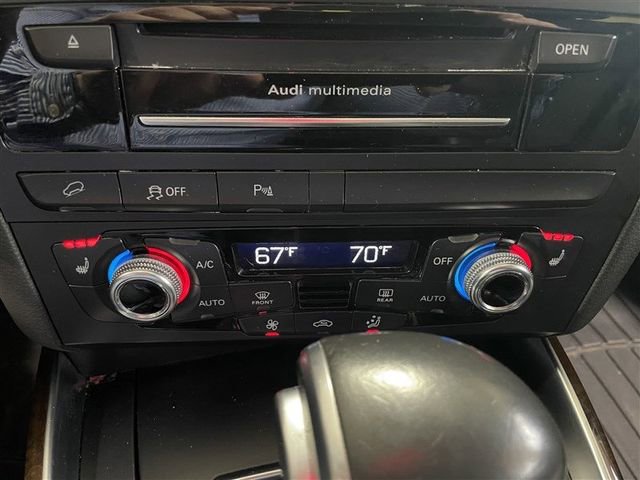 OPEN
Audi multimedia
OFF P
67°F 70°F
A/C OFF
AUTO FRONT REAR AUTO